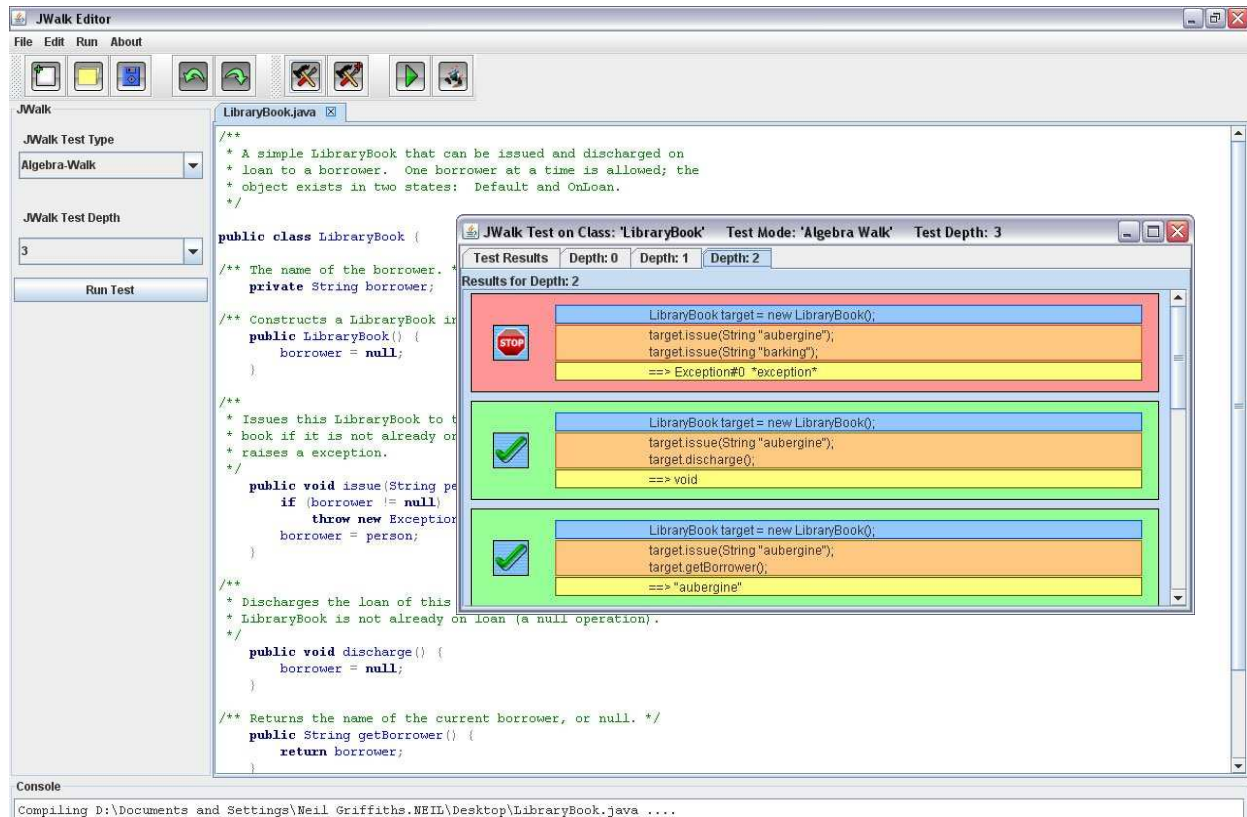 JWalk Editor
File Edit Run About
JWalk
JWalk Test Type
Algebra-Walk
JWalk Test Depth
3
Run Test
LibraryBook.java
/**
* A simple LibraryBook that can be issued and discharged on
* loan to a borrower. One borrower at a time is allowed; the
* object exists in two states: Default and OnLoan.
*/
public class LibraryBook {
/** The name of the borrower. *
private String borrower;
/** Constructs a LibraryBook in
public LibraryBook() {
borrower = null;
}
/**
* Issues this LibraryBook to t
* book if it is not already on
* raises a exception.
*/
public void issue(String pe
if (borrower != null)
throw new Exception
borrower = person;
}
/**
* Discharges the loan of this
* LibraryBook is not already on loan (a null operation).
*/
public void discharge() {
borrower = null;
}
/** Returns the name of the current borrower, or null. */
public String getBorrower() {
return borrower;
}
JWalk Test on Class: 'LibraryBook' Test Mode: 'Algebra Walk' Test Depth: 3
Test Results Depth: 0 Depth: 1 Depth: 2
Results for Depth: 2
LibraryBook target = new LibraryBook();
STOP
target.issue(String "aubergine");
target.issue(String "barking");
==> Exception#0 *exception*
LibraryBook target = new LibraryBook();
target.issue(String "aubergine");
target.discharge();
==> void
LibraryBook target = new LibraryBook();
target.issue(String "aubergine");
target.getBorrower();
==> "aubergine"
Console
Compiling D:\Documents and Settings\Neil Griffiths.NEIL\Desktop\LibraryBook.java ....